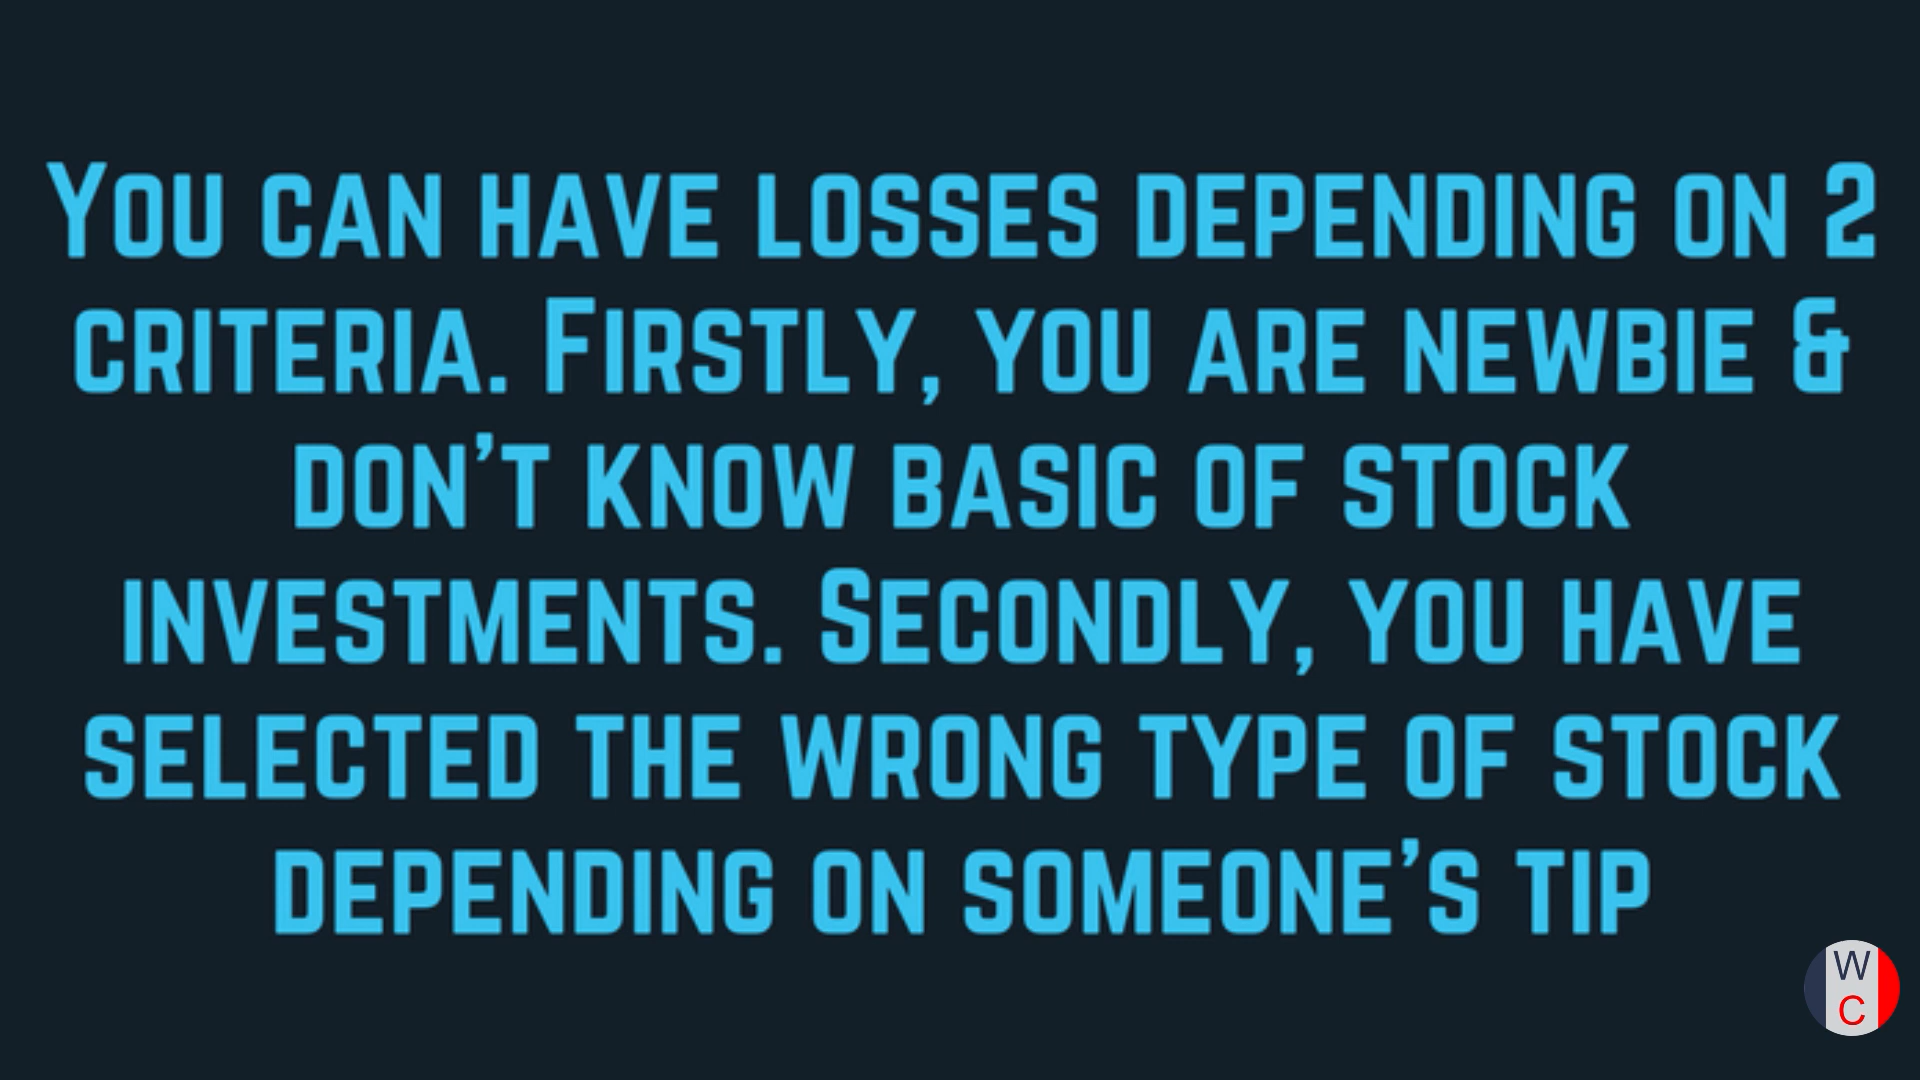 You can have losses depending on 2
criteria. Firstly, you are newbie &
don't know basic of stock
investments. Secondly, you have
selected the wrong type of stock
depending on someone's tip
W
C